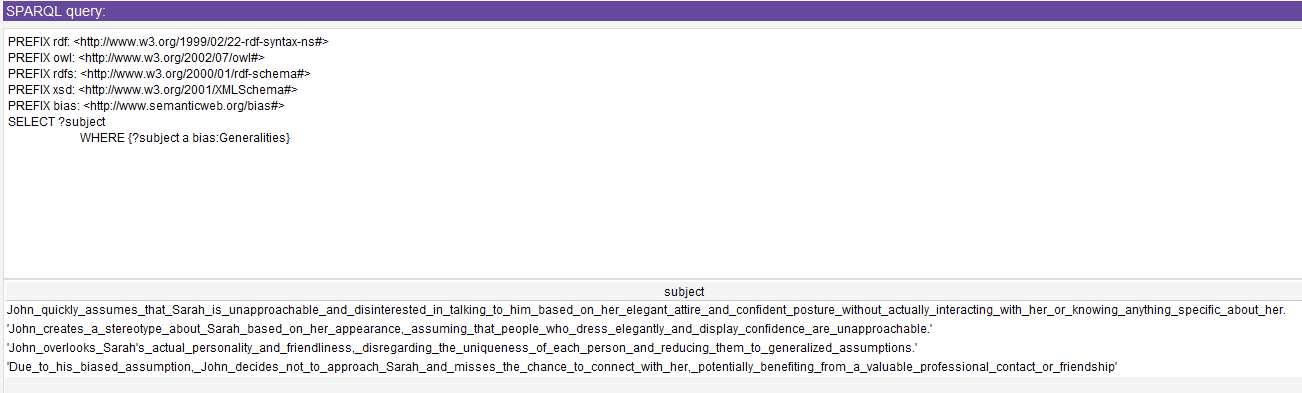 SPARQL query:
PREFIX rdf: <http://www.w3.org/1999/02/22-rdf-syntax-ns#>
PREFIX owl: <http://www.w3.org/2002/07/owl#>
PREFIX rdfs: <http://www.w3.org/2000/01/rdf-schema#>
PREFIX xsd: <http://www.w3.org/2001/XMLSchema#>
PREFIX bias: <http://www.semanticweb.org/bias#>
SELECT ?subject
WHERE {?subject a bias:Generalities}
subject
John_quickly_assumes_that_Sarah_is_unapproachable_and_disinterested_in_talking_to_him_based_on_her_elegant_attire_and_confident_posture_without_actually_interacting_with_her_or_knowing_anything_specific_about_her.
'John_creates_a_stereotype_about_Sarah_based_on_her_appearance,_assuming_that_people_who_dress_elegantly_and_display_confidence_are_unapproachable.'
'John_overlooks_Sarah's_actual_personality_and_friendliness,_disregarding_the_uniqueness_of_each_person_and_reducing_them_to_generalized_assumptions.'
'Due_to_his_biased_assumption,_John_decides_not_to_approach_Sarah_and_misses_the_chance_to_connect_with_her,_potentially_benefiting_from_a_valuable_professional_contact_or_friendship'